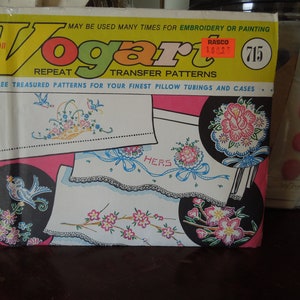 MAY BE USED MANY TIMES FOR EMBROIDERY OR PAINTING
Vogart
RASCO
715
REPEAT TRANSFER PATTERNS
TREASURED PATTERNS FOR YOUR FINEST PILLOW TUBINGS AND CASES
HERS